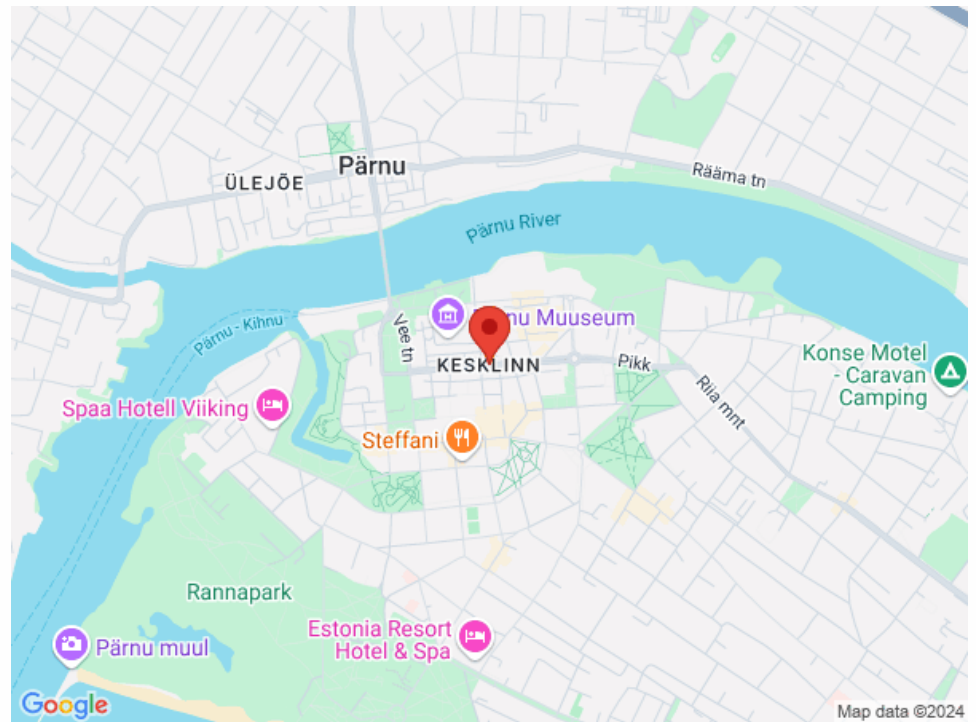 Rääma tn
Pärnu
ÜLEJÕE
Pärnu River
Pärnu - Kihnu
Vee tn
Muuseum
KESKLINN
Pikk
Konse Motel
- Caravan
Camping
Riia mnt
Spaa Hotell Viiking
Steffani
Rannapark
Estonia Resort
Hotel & Spa
Pärnu muul
Google
Map data ©2024